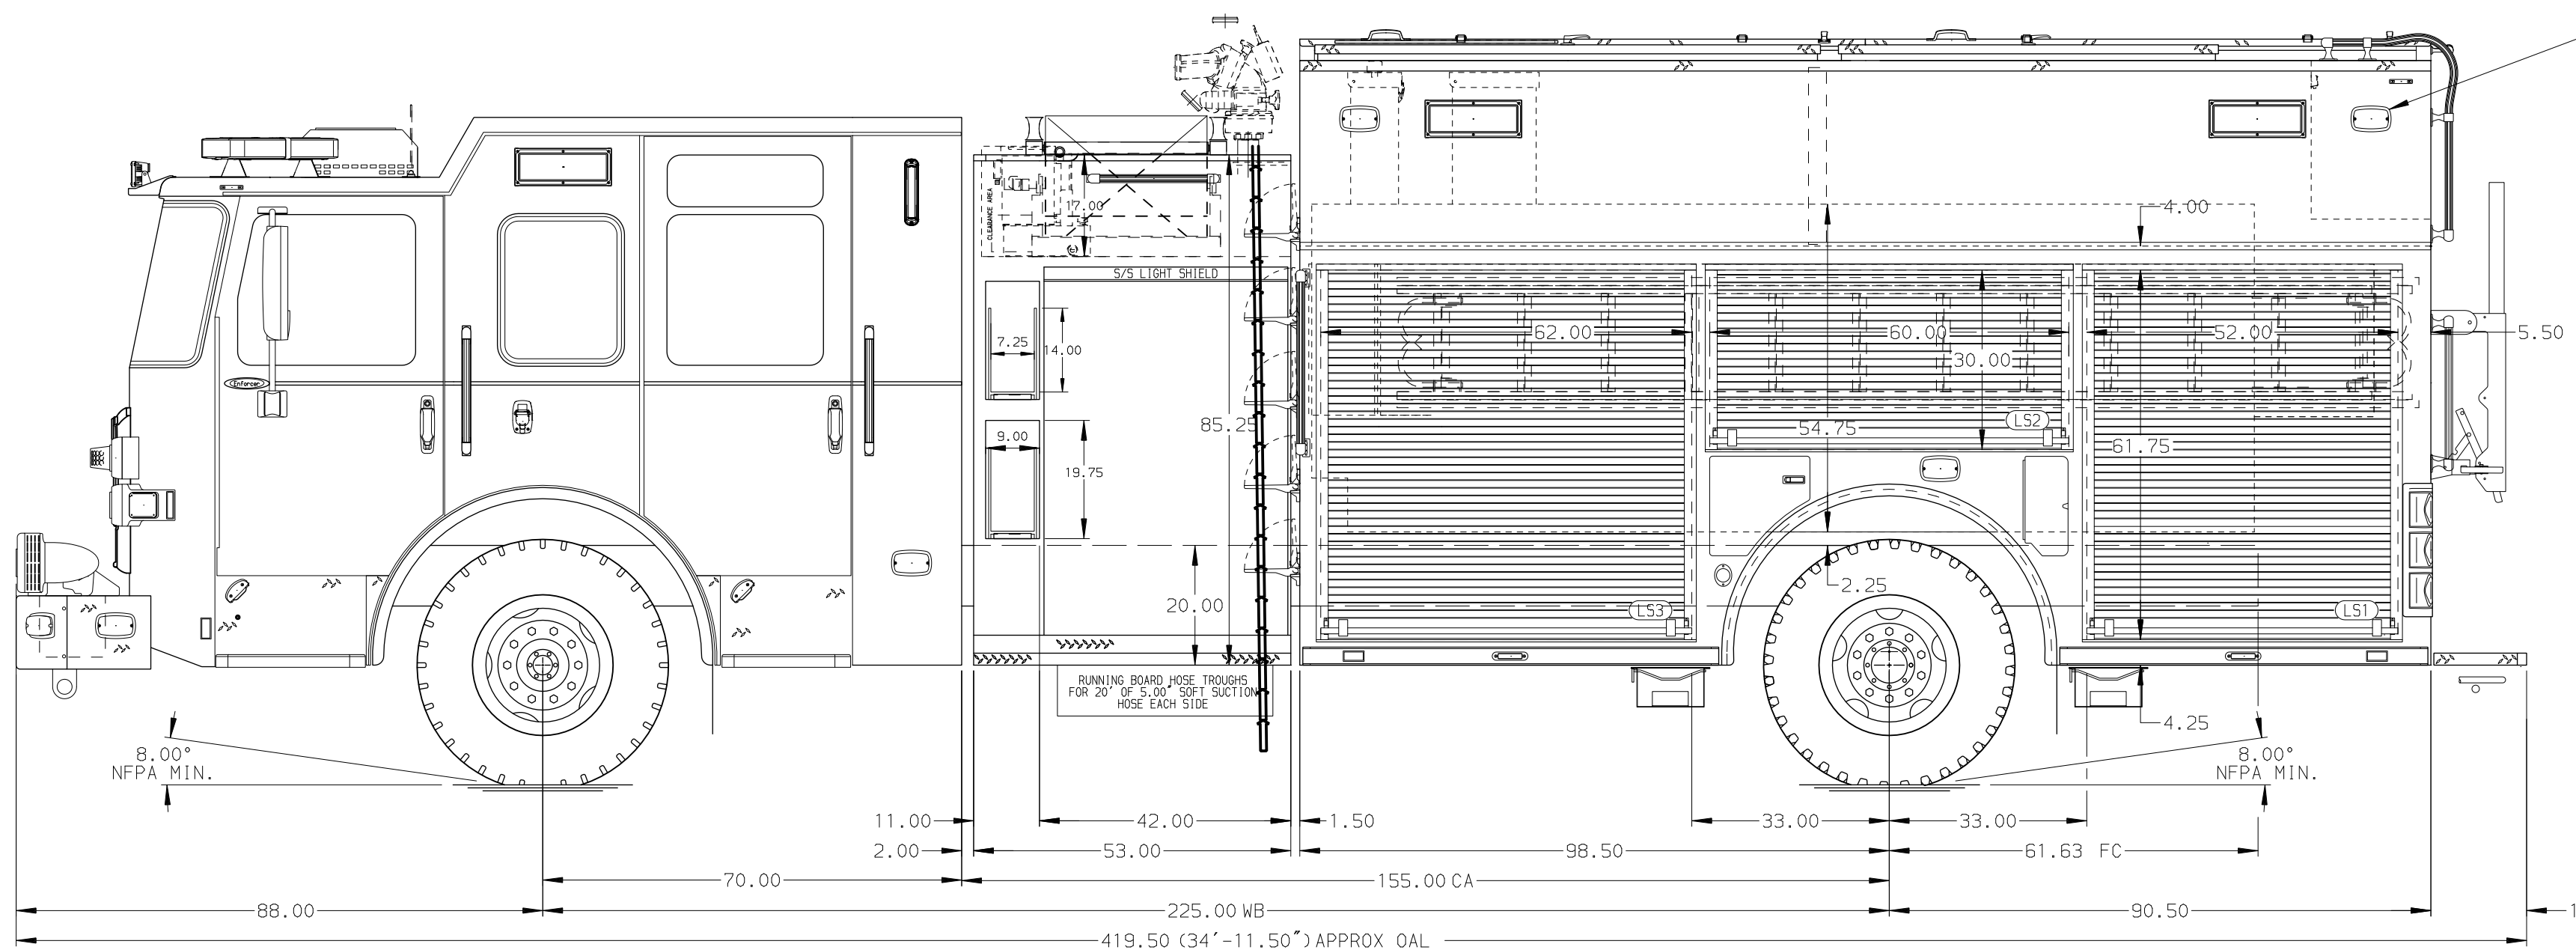 4.00
CLEARANCE AREA
17.00
S/S LIGHT SHIELD
7.25
14.00
62.00
60.00
52.00
5.50
30.00
Enforcer
85.25
54.75
LS2
61.75
9.00
19.75
2.25
20.00
LS3
LS1
RUNNING BOARD HOSE TROUGHS
FOR 20' OF 5.00" SOFT SUCTION
HOSE EACH SIDE
4.25
8.00°
NFPA MIN.
8.00°
NFPA MIN.
11.00
42.00
1.50
33.00
33.00
2.00
53.00
98.50
61.63 FC
70.00
155.00 CA
88.00
225.00 WB
90.50
419.50 (34'-11.50") APPROX OAL